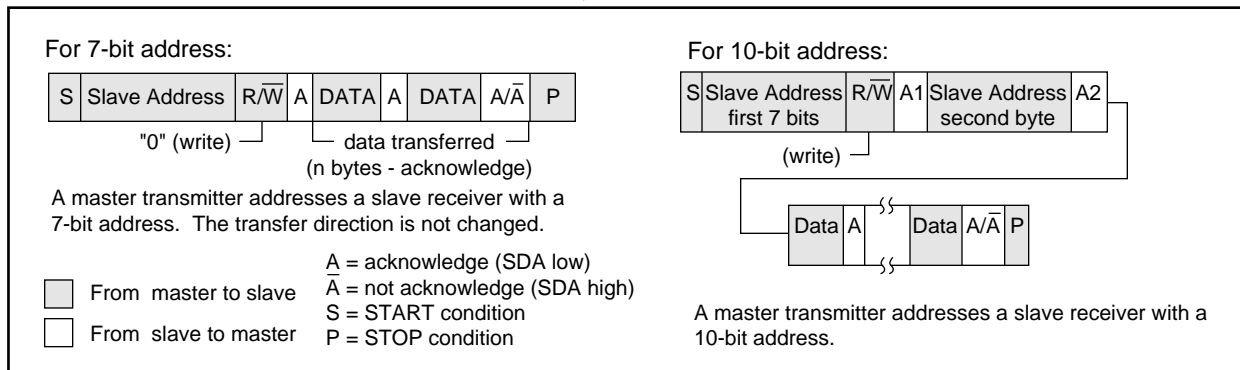 For 7-bit address:
S Slave Address R/W̅ A DATA A DATA A/A̅ P
"0" (write)
data transferred
(n bytes - acknowledge)
A master transmitter addresses a slave receiver with a
7-bit address. The transfer direction is not changed.
From master to slave
From slave to master
A = acknowledge (SDA low)
A̅ = not acknowledge (SDA high)
S = START condition
P = STOP condition
For 10-bit address:
S Slave Address first 7 bits R/W̅ A1 Slave Address second byte A2
(write)
Data A Data A/A̅ P
A master transmitter addresses a slave receiver with a
10-bit address.